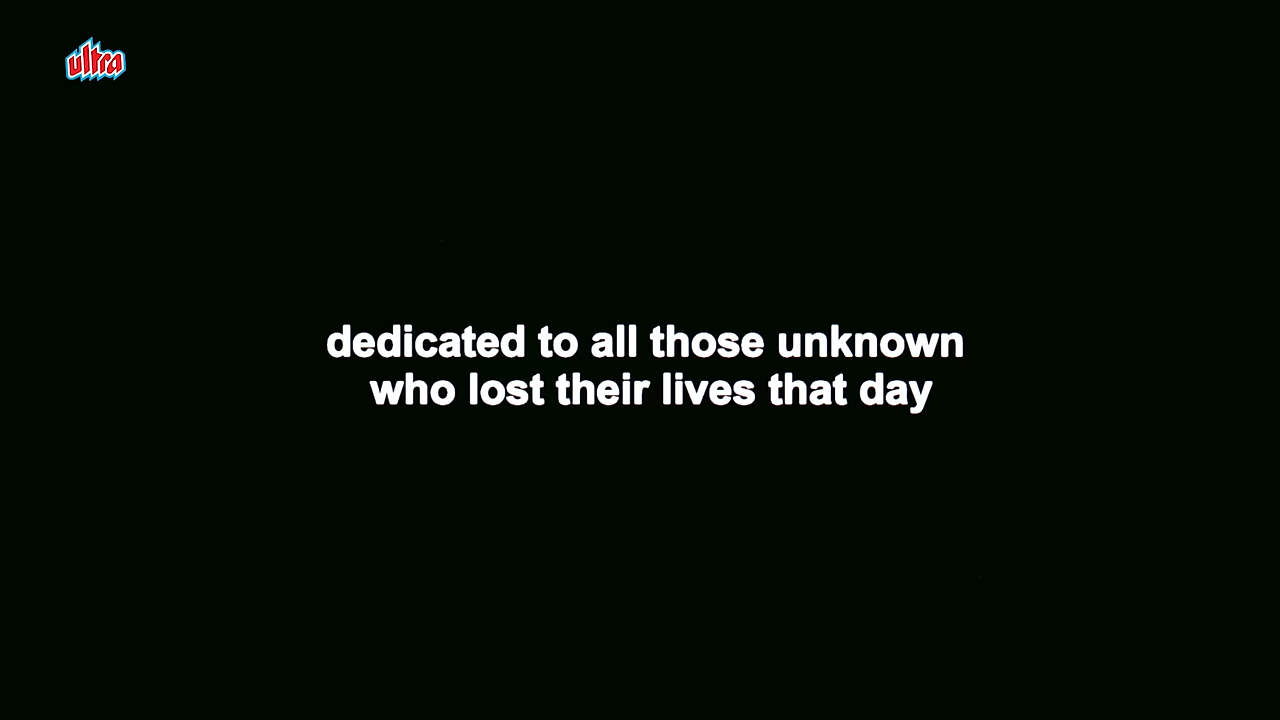 ultra
dedicated to all those unknown
who lost their lives that day